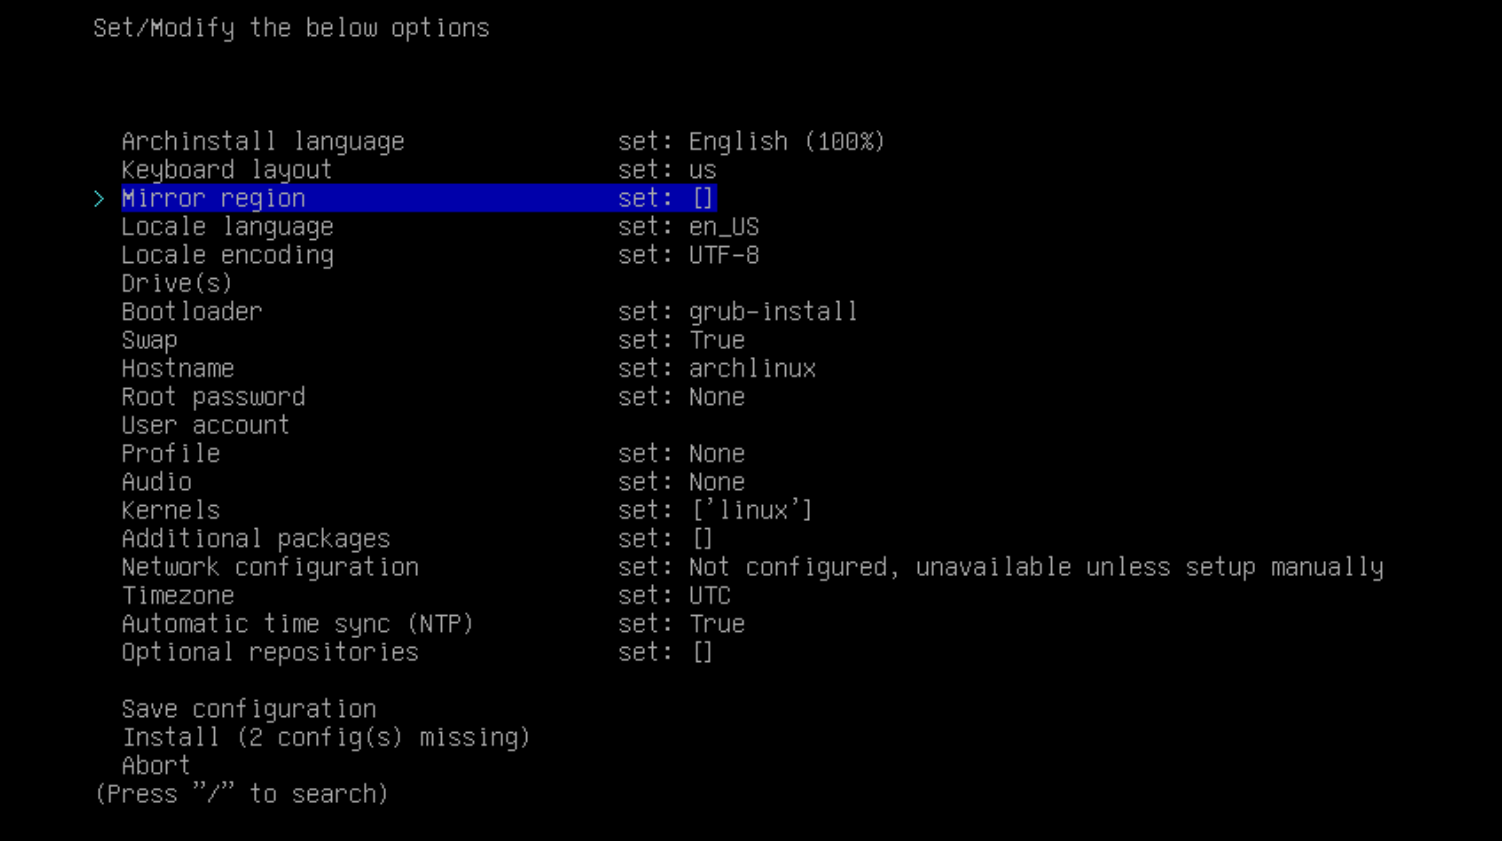 Set/Modify the below options
Archinstall language set: English (100%)
Keyboard layout set: us
> Mirror region set: []
Locale language set: en_US
Locale encoding set: UTF-8
Drive(s)
Bootloader set: grub-install
Swap set: True
Hostname set: archlinux
Root password set: None
User account
Profile set: None
Audio set: None
Kernels set: ['linux']
Additional packages set: []
Network configuration set: Not configured, unavailable unless setup manually
Timezone set: UTC
Automatic time sync (NTP) set: True
Optional repositories set: []
Save configuration
Install (2 config(s) missing)
Abort
(Press "/" to search)